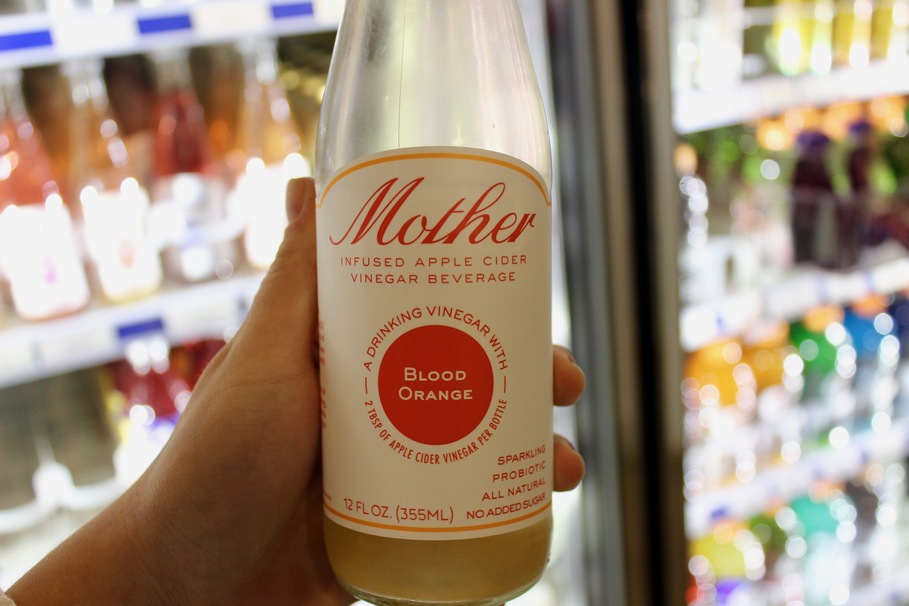 Mother
INFUSED APPLE CIDER
VINEGAR BEVERAGE
A DRINKING VINEGAR WITH
BLOOD
ORANGE
2 TBSP OF APPLE CIDER VINEGAR PER BOTTLE
SPARKLING
PROBIOTIC
ALL NATURAL
NO ADDED SUGAR
12 FL OZ. (355ML)